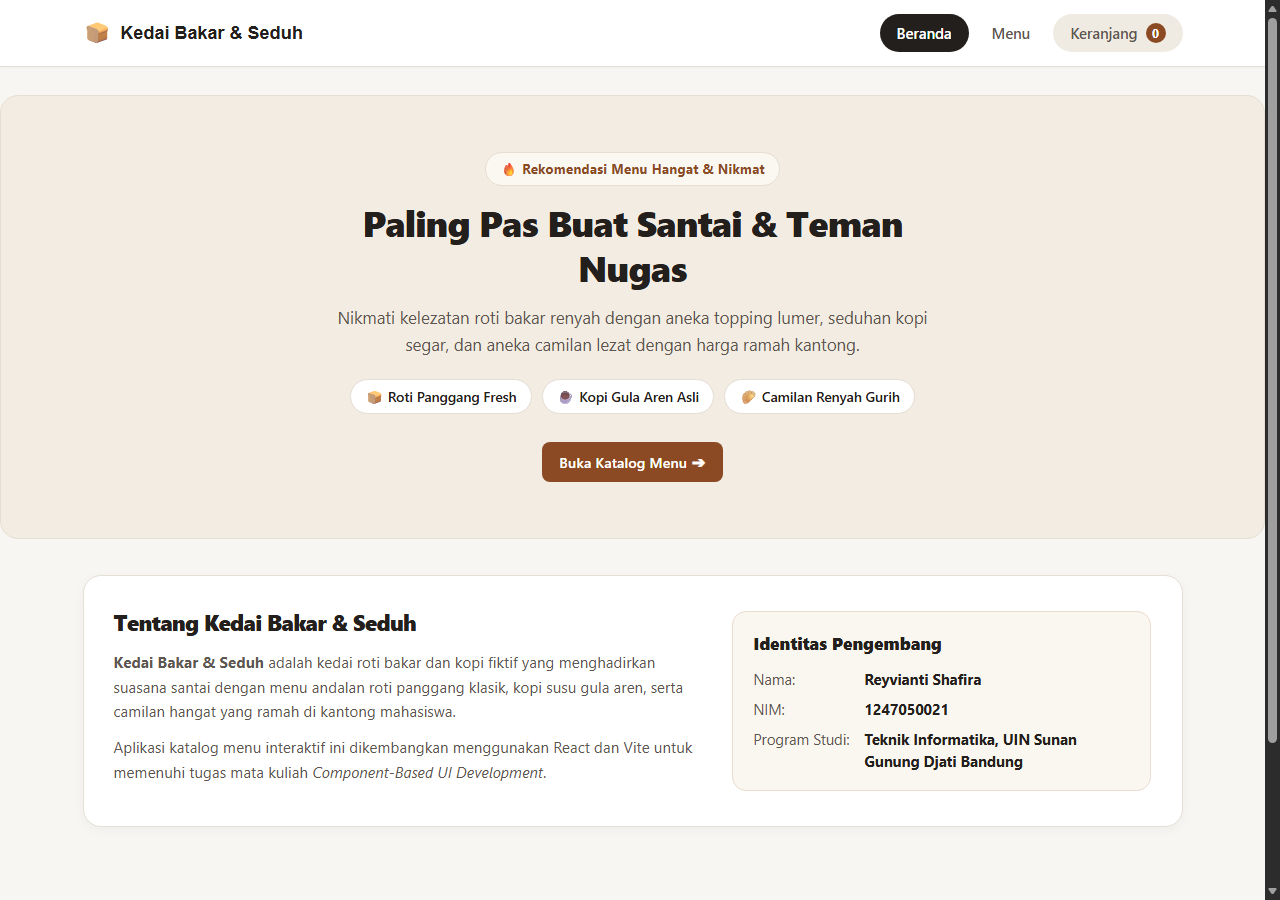 Kedai Bakar & Seduh
Beranda
Menu
Keranjang 0
Rekomendasi Menu Hangat & Nikmat
Paling Pas Buat Santai & Teman
Nugas
Nikmati kelezatan roti bakar renyah dengan aneka topping lumer, seduhan kopi
segar, dan aneka camilan lezat dengan harga ramah kantong.
Roti Panggang Fresh
Kopi Gula Aren Asli
Camilan Renyah Gurih
Buka Katalog Menu ➔
Tentang Kedai Bakar & Seduh
Kedai Bakar & Seduh adalah kedai roti bakar dan kopi fiktif yang menghadirkan
suasana santai dengan menu andalan roti panggang klasik, kopi susu gula aren, serta
camilan hangat yang ramah di kantong mahasiswa.
Aplikasi katalog menu interaktif ini dikembangkan menggunakan React dan Vite untuk
memenuhi tugas mata kuliah Component-Based UI Development.
Identitas Pengembang
Nama: Reyvianti Shafira
NIM: 1247050021
Program Studi: Teknik Informatika, UIN Sunan
Gunung Djati Bandung